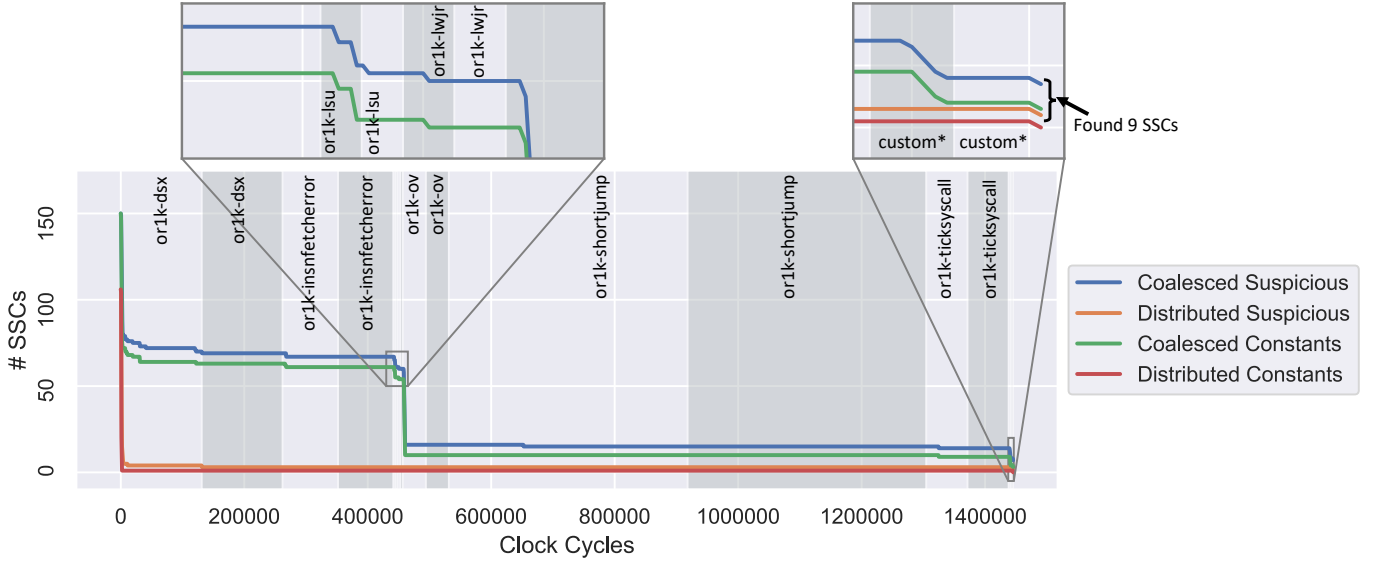 or1k-lsu
or1k-lsu
or1k-lwjr
or1k-lwjr
custom*
custom*
Found 9 SSCs
or1k-dsx
or1k-dsx
or1k-insnfetcherror
or1k-insnfetcherror
or1k-ov
or1k-ov
or1k-shortjump
or1k-shortjump
or1k-ticksyscall
or1k-ticksyscall
# SSCs
150
100
50
0
0
200000
400000
600000
800000
1000000
1200000
1400000
Clock Cycles
Coalesced Suspicious
Distributed Suspicious
Coalesced Constants
Distributed Constants